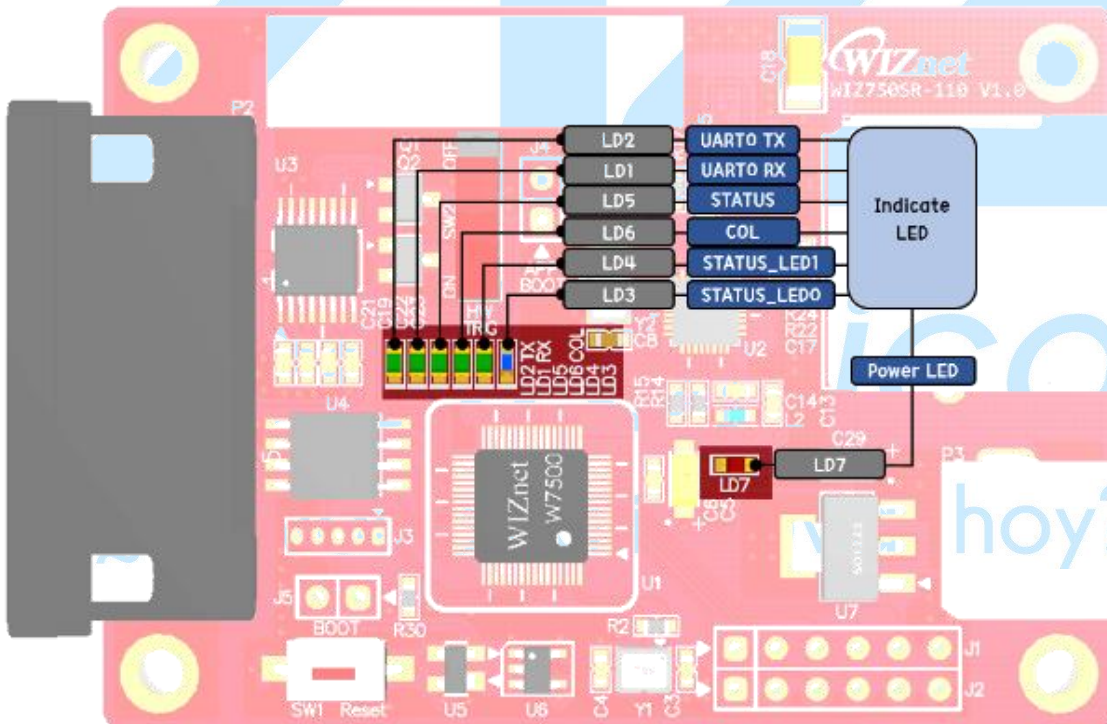 WIZnet
WIZ750SR-110 V1.0
C18
P2
U3
Q2
OFF
J4
LD2
UART0 TX
LD1
UART0 RX
LD5
STATUS
Indicate
LED
SW2
LD6
COL
LD4
STATUS_LED1
ON
BOOT
LD3
STATUS_LED0
C21
C19
C22
TRG
C8
U2
R24
R22
C17
LD2 TX
LD1 RX
LD5
LD6 COL
LD4
LD3
Power LED
R15
R14
C14
L2
C13
U4
C29
LD7
LD7
P3
WIZnet
W7500
J3
hoy
U1
U7
J5
BOOT
R30
R2
J1
J2
SW1 Reset
U5
U6
C4
Y1
C3